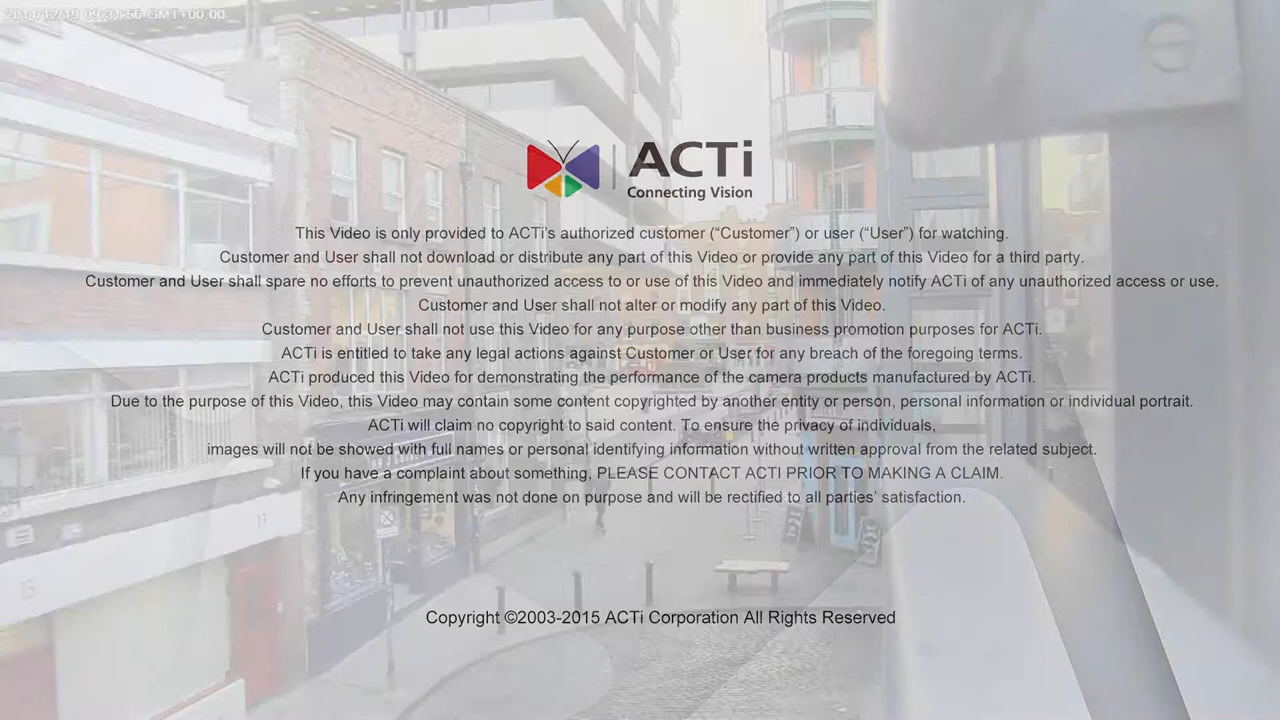 2014/12/19 09:31:56 GMT+00:00
ACTi
Connecting Vision
This Video is only provided to ACTi's authorized customer (“Customer”) or user (“User”) for watching.
Customer and User shall not download or distribute any part of this Video or provide any part of this Video for a third party.
Customer and User shall spare no efforts to prevent unauthorized access to or use of this Video and immediately notify ACTi of any unauthorized access or use.
Customer and User shall not alter or modify any part of this Video.
Customer and User shall not use this Video for any purpose other than business promotion purposes for ACTi.
ACTi is entitled to take any legal actions against Customer or User for any breach of the foregoing terms.
ACTi produced this Video for demonstrating the performance of the camera products manufactured by ACTi.
Due to the purpose of this Video, this Video may contain some content copyrighted by another entity or person, personal information or individual portrait.
ACTi will claim no copyright to said content. To ensure the privacy of individuals,
images will not be showed with full names or personal identifying information without written approval from the related subject.
If you have a complaint about something, PLEASE CONTACT ACTI PRIOR TO MAKING A CLAIM.
Any infringement was not done on purpose and will be rectified to all parties’ satisfaction.
13
Copyright ©2003-2015 ACTi Corporation All Rights Reserved